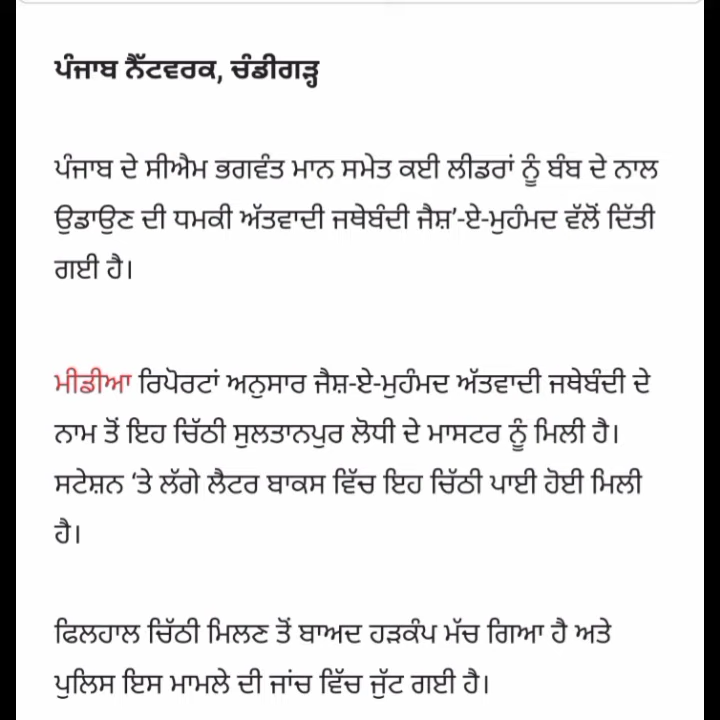 ਪੰਜਾਬ ਨੈੱਟਵਰਕ, ਚੰਡੀਗੜ੍ਹ
ਪੰਜਾਬ ਦੇ ਸੀਐਮ ਭਗਵੰਤ ਮਾਨ ਸਮੇਤ ਕਈ ਲੀਡਰਾਂ ਨੂੰ ਬੰਬ ਦੇ ਨਾਲ
ਉਡਾਉਣ ਦੀ ਧਮਕੀ ਅੱਤਵਾਦੀ ਜਥੇਬੰਦੀ ਜੈਸ਼’-ਏ-ਮੁਹੰਮਦ ਵੱਲੋਂ ਦਿੱਤੀ
ਗਈ ਹੈ।
ਮੀਡੀਆ ਰਿਪੋਰਟਾਂ ਅਨੁਸਾਰ ਜੈਸ਼-ਏ-ਮੁਹੰਮਦ ਅੱਤਵਾਦੀ ਜਥੇਬੰਦੀ ਦੇ
ਨਾਮ ਤੋਂ ਇਹ ਚਿੱਠੀ ਸੁਲਤਾਨਪੁਰ ਲੋਧੀ ਦੇ ਮਾਸਟਰ ਨੂੰ ਮਿਲੀ ਹੈ।
ਸਟੇਸ਼ਨ ‘ਤੇ ਲੱਗੇ ਲੈਟਰ ਬਾਕਸ ਵਿੱਚ ਇਹ ਚਿੱਠੀ ਪਾਈ ਹੋਈ ਮਿਲੀ
ਹੈ।
ਫਿਲਹਾਲ ਚਿੱਠੀ ਮਿਲਣ ਤੋਂ ਬਾਅਦ ਹੜਕੰਪ ਮੱਚ ਗਿਆ ਹੈ ਅਤੇ
ਪੁਲਿਸ ਇਸ ਮਾਮਲੇ ਦੀ ਜਾਂਚ ਵਿੱਚ ਜੁੱਟ ਗਈ ਹੈ।